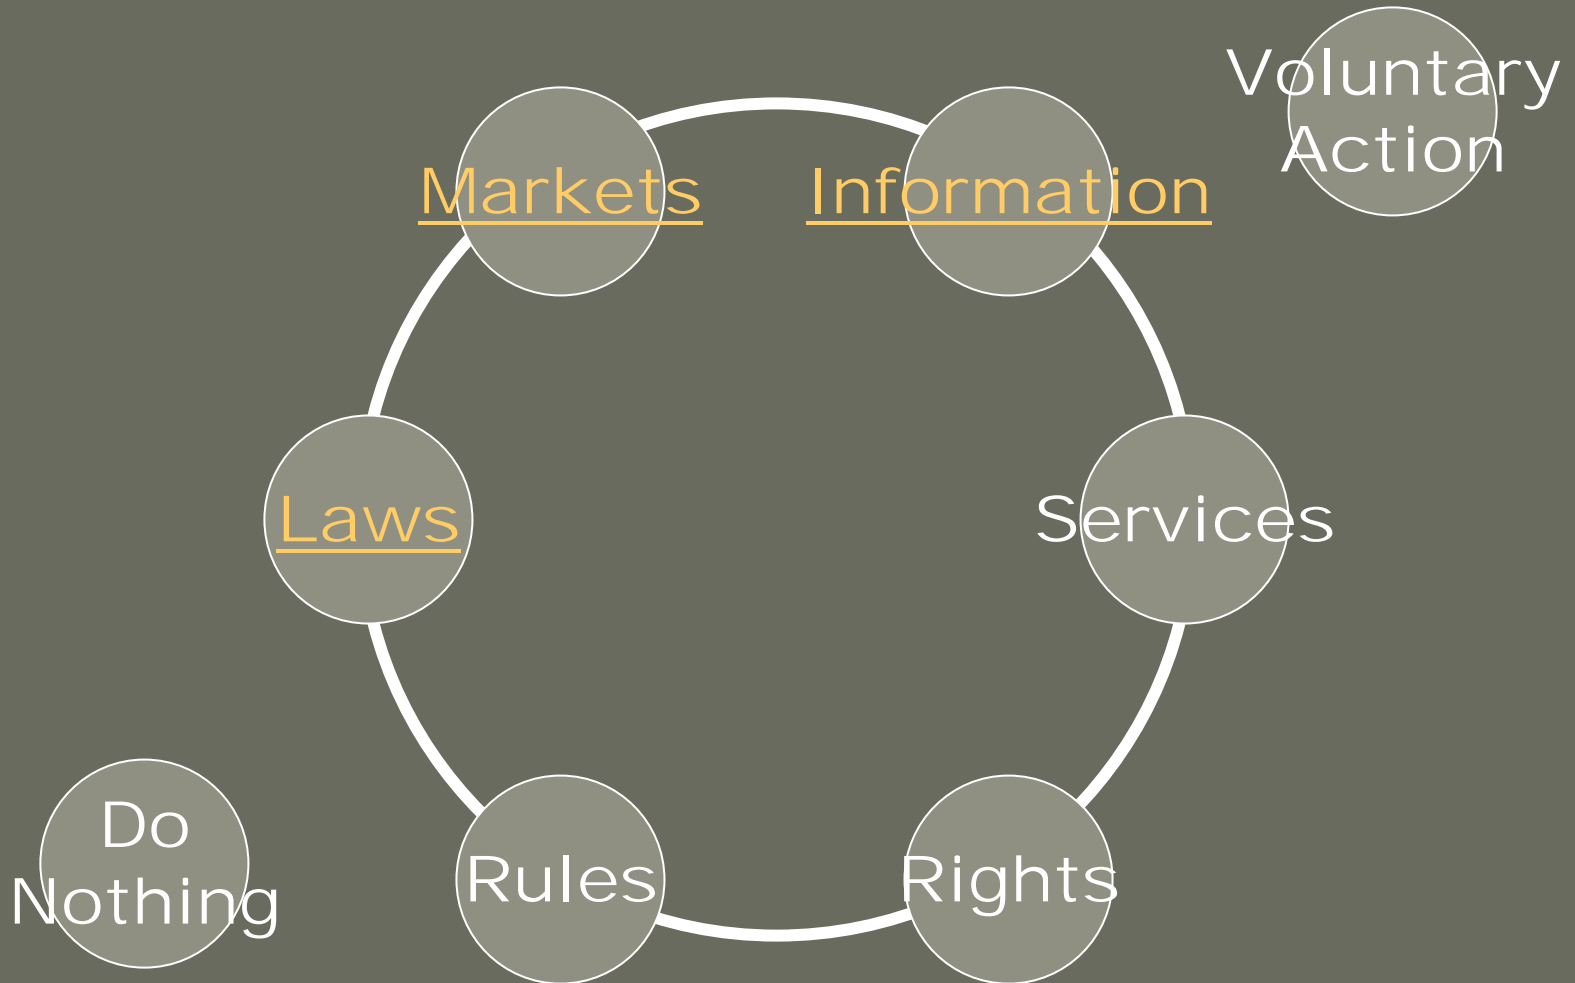 Voluntary
Action
Markets
Information
Laws
Services
Do
Nothing
Rules
Rights